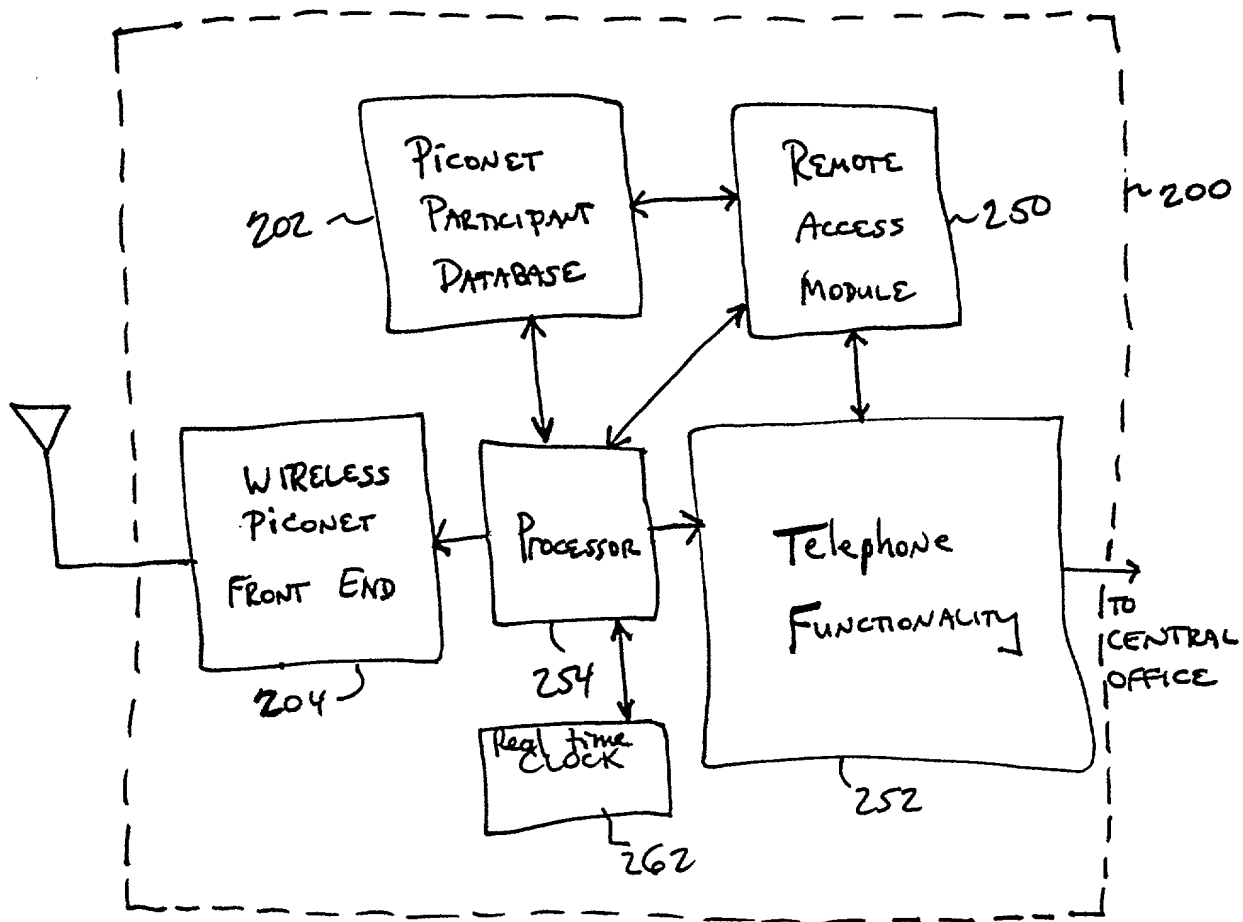 PICONET
PARTICIPANT
DATABASE
202
REMOTE
ACCESS
MODULE
250
200
WIRELESS
PICONET
FRONT END
204
PROCESSOR
254
Telephone
FUNCTIONALITY
252
TO
CENTRAL
OFFICE
Real time
CLOCK
262